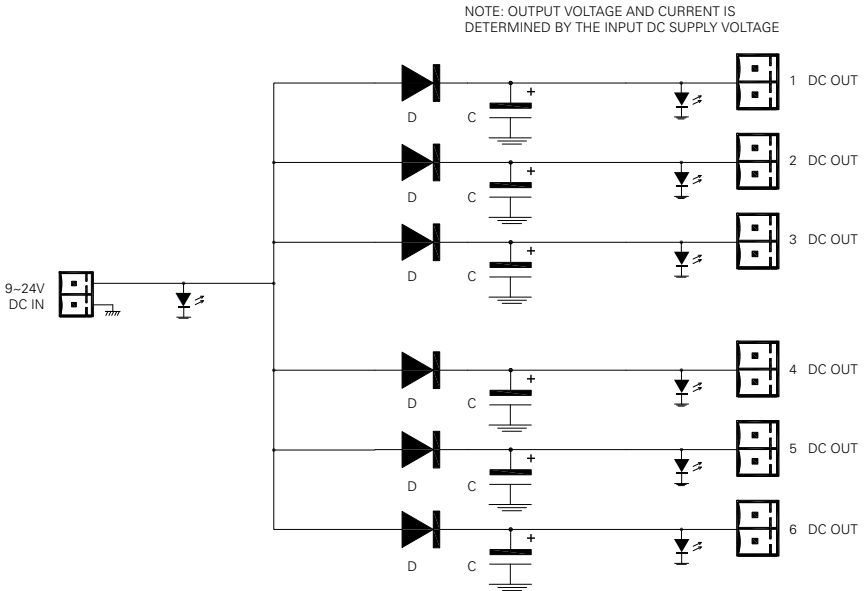 NOTE: OUTPUT VOLTAGE AND CURRENT IS
DETERMINED BY THE INPUT DC SUPPLY VOLTAGE
+
1 DC OUT
D C
+
2 DC OUT
D C
+
3 DC OUT
D C
9~24V
DC IN
+
4 DC OUT
D C
+
5 DC OUT
D C
+
6 DC OUT
D C